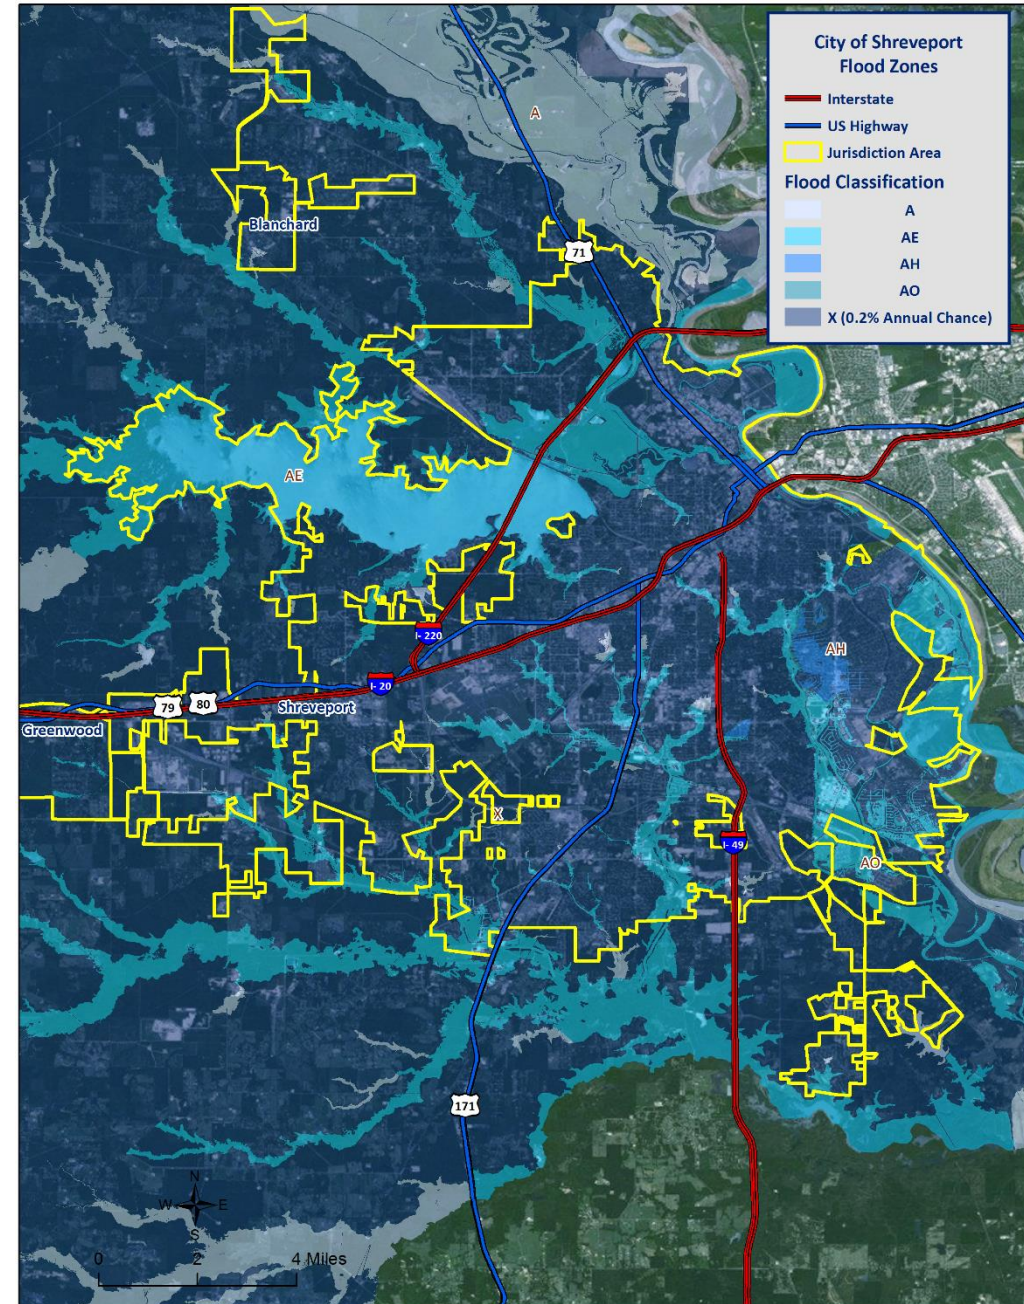 City of Shreveport
Flood Zones
Interstate
US Highway
Jurisdiction Area
Flood Classification
A
AE
AH
AO
X (0.2% Annual Chance)
A
Blanchard
71
AE
I- 220
AH
I- 20
79
80
Shreveport
Greenwood
X
I- 49
AO
171
N
W
E
S
0
2
4 Miles